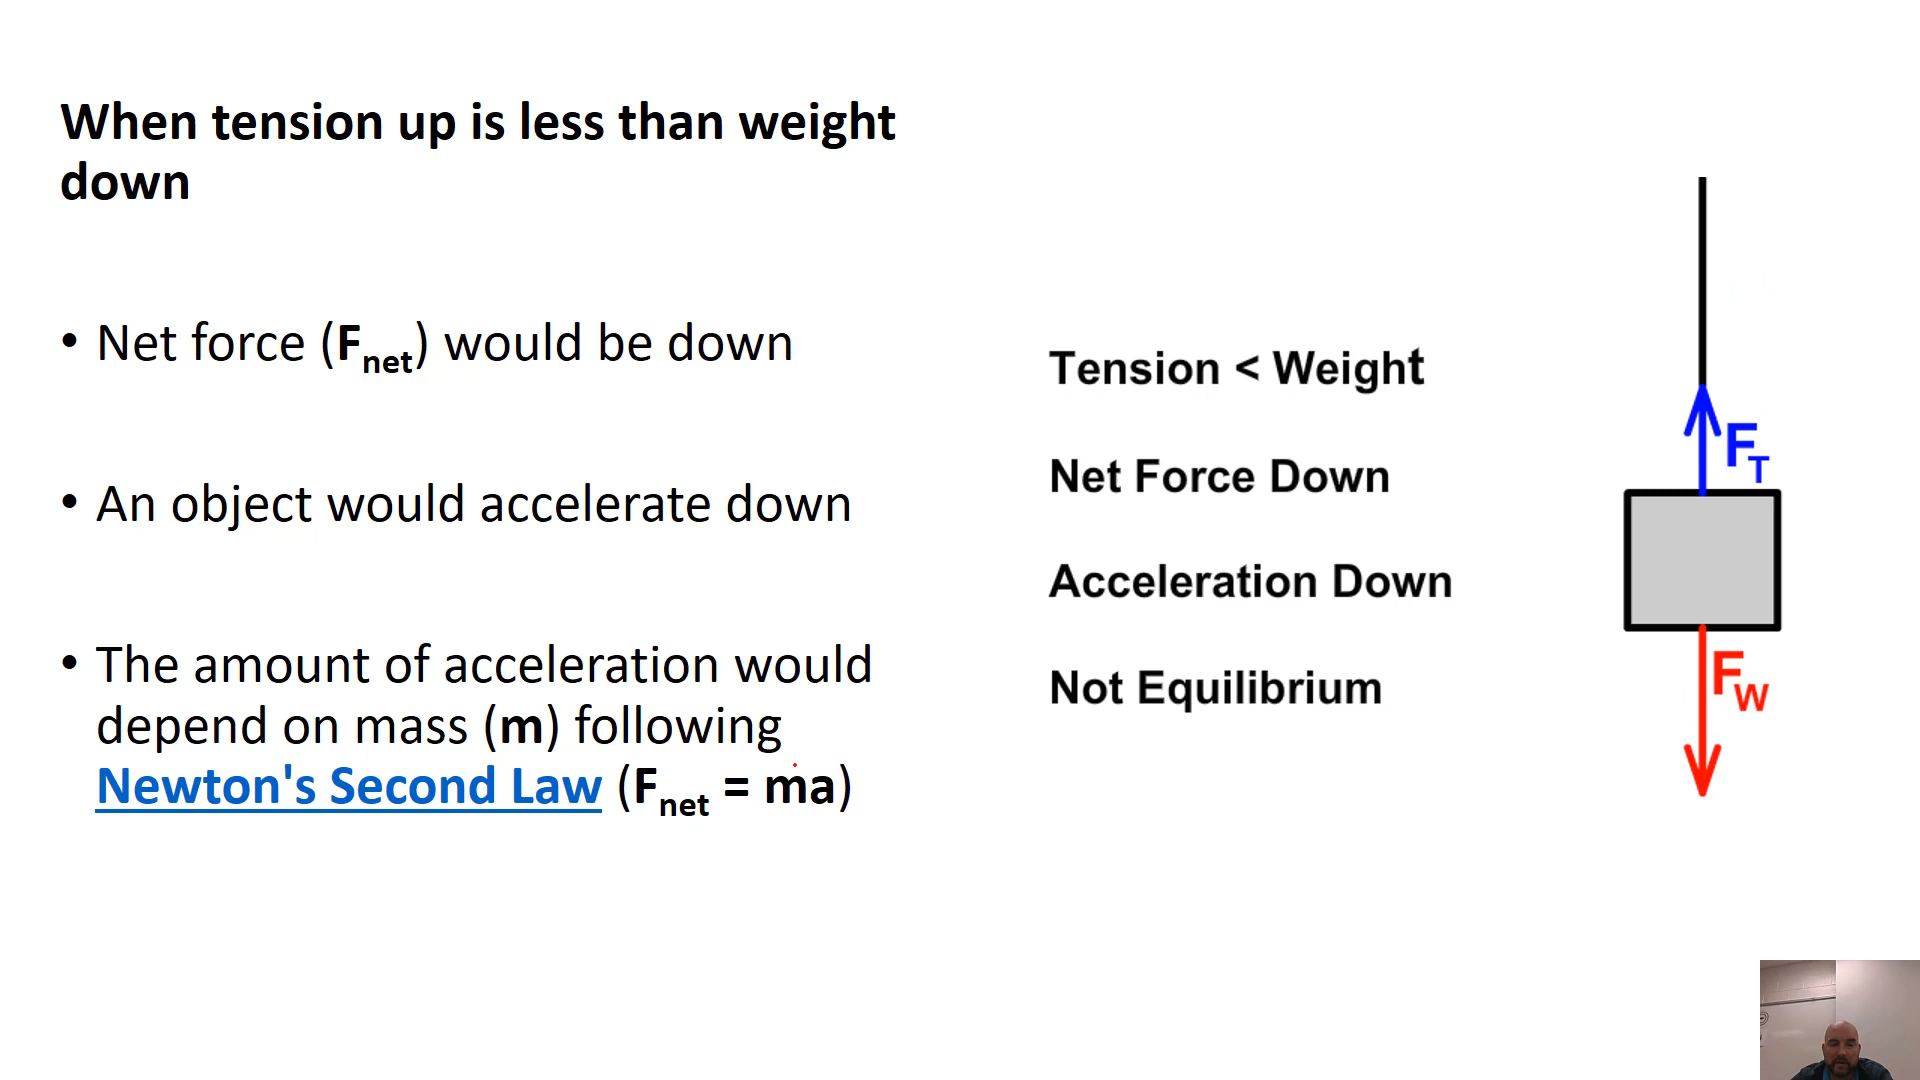 When tension up is less than weight
down
• Net force (Fnet) would be down
• An object would accelerate down
• The amount of acceleration would
depend on mass (m) following
Newton's Second Law (Fnet = ma)
Tension < Weight
Net Force Down
Acceleration Down
Not Equilibrium
FT
FW